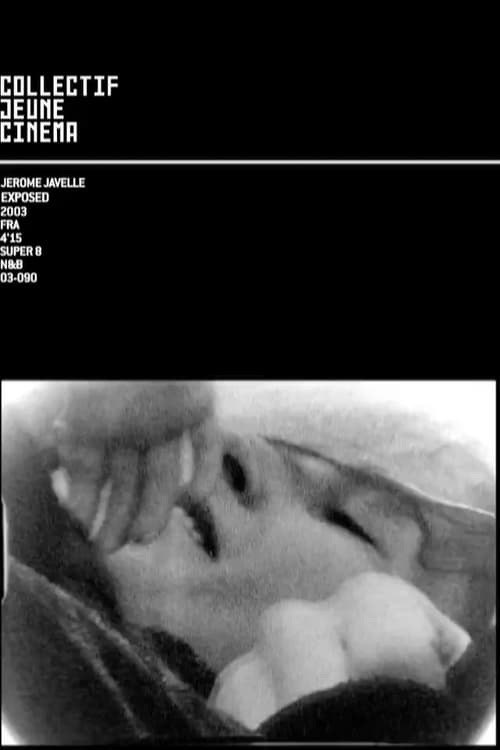 COLLECTIF
JEUNE
CINEMA
JEROME JAVELLE
EXPOSED
2003
FRA
4'15
SUPER 8
N&B
03-090